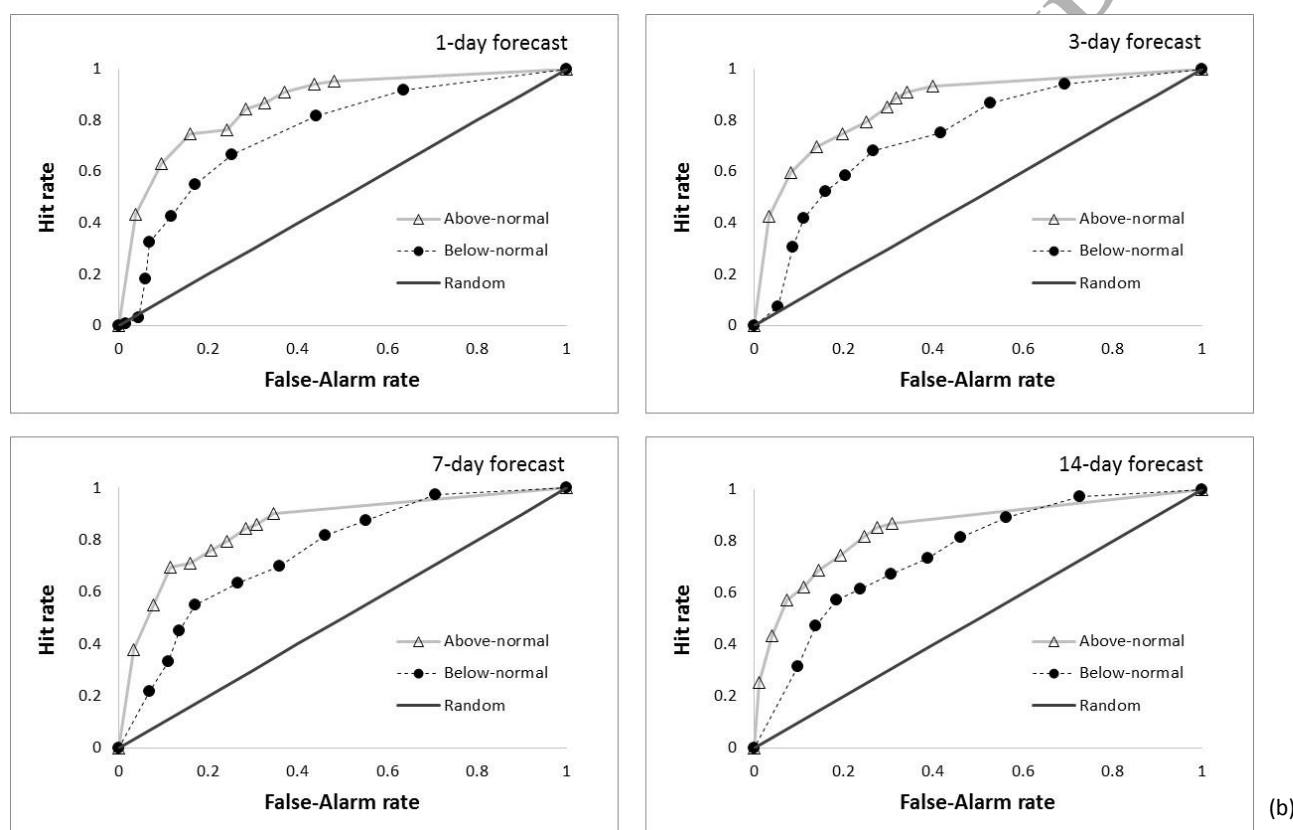 1-day forecast
1
0.8
0.6
0.4
0.2
0
Hit rate
Above-normal
Below-normal
Random
0 0.2 0.4 0.6 0.8 1
False-Alarm rate
3-day forecast
1
0.8
0.6
0.4
0.2
0
Hit rate
Above-normal
Below-normal
Random
0 0.2 0.4 0.6 0.8 1
False-Alarm rate
7-day forecast
1
0.8
0.6
0.4
0.2
0
Hit rate
Above-normal
Below-normal
Random
0 0.2 0.4 0.6 0.8 1
False-Alarm rate
14-day forecast
1
0.8
0.6
0.4
0.2
0
Hit rate
Above-normal
Below-normal
Random
0 0.2 0.4 0.6 0.8 1
False-Alarm rate
(b)